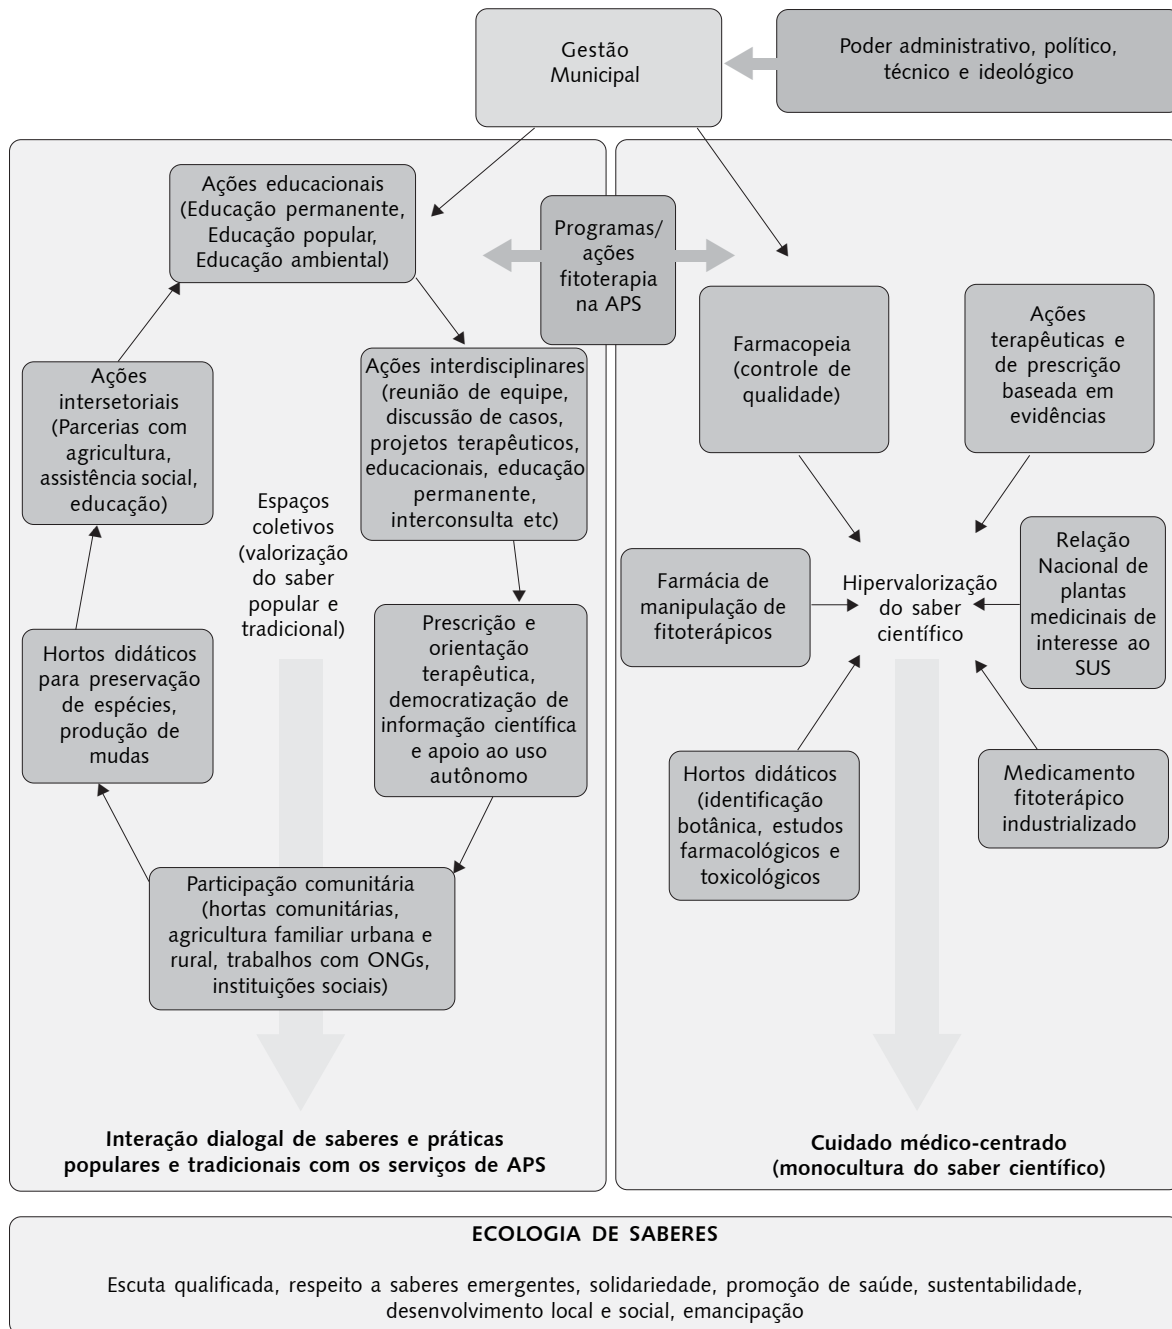 Gestão
Municipal
Poder administrativo, político,
técnico e ideológico
Ações educacionais
(Educação permanente,
Educação popular,
Educação ambiental)
Programas/
ações
fitoterapia
na APS
Ações
intersetoriais
(Parcerias com
agricultura,
assistência social,
educação)
Ações interdisciplinares
(reunião de equipe,
discussão de casos,
projetos terapêuticos,
educacionais, educação
permanente,
interconsulta etc)
Espaços
coletivos
(valorização
do saber
popular e
tradicional)
Hortos didáticos
para preservação
de espécies,
produção de
mudas
Prescrição e
orientação
terapêutica,
democratização de
informação científica
e apoio ao uso
autônomo
Participação comunitária
(hortas comunitárias,
agricultura familiar urbana e
rural, trabalhos com ONGs,
instituições sociais)
Interação dialogal de saberes e práticas
populares e tradicionais com os serviços de APS
Farmacopeia
(controle de
qualidade)
Ações
terapêuticas e
de prescrição
baseada em
evidências
Farmácia de
manipulação de
fitoterápicos
Hipervalorização
do saber
científico
Relação
Nacional de
plantas
medicinais de
interesse ao
SUS
Hortos didáticos
(identificação
botânica, estudos
farmacológicos e
toxicológicos
Medicamento
fitoterápico
industrializado
Cuidado médico-centrado
(monocultura do saber científico)
ECOLOGIA DE SABERES
Escuta qualificada, respeito a saberes emergentes, solidariedade, promoção de saúde, sustentabilidade,
desenvolvimento local e social, emancipação